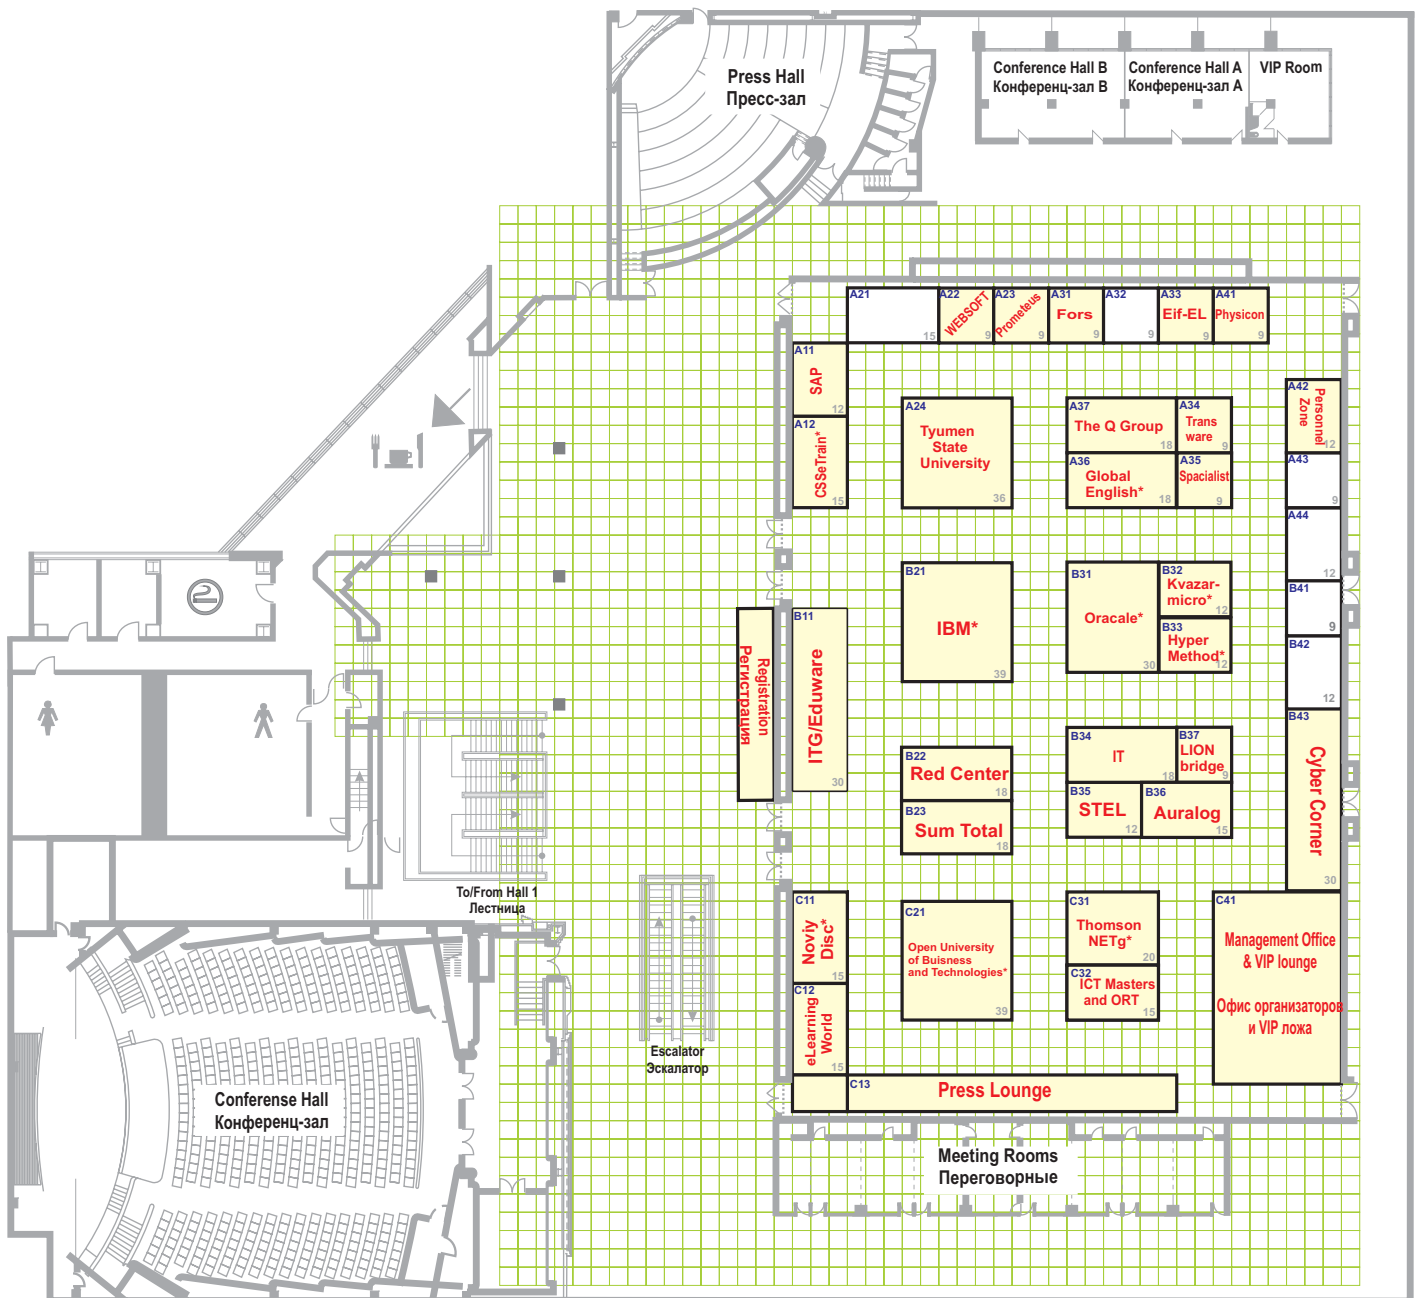 Press Hall
Пресс-зал
Conference Hall B
Конференц-зал B
Conference Hall A
Конференц-зал A
VIP Room
A21
15
A22
WEBSOFT
9
A23
Prometeus
9
A31
Fors
9
A32
9
A33
Eif-EL
9
A41
Physicon
9
A11
SAP
12
A12
CSSeTrain*
15
A24
Tyumen
State
University
36
A37
The Q Group
18
A34
Trans
ware
9
A36
Global
English*
18
A35
Spacialist
9
A42
Personnel
Zone
12
A43
9
A44
12
B41
9
B42
12
B43
Cyber Corner
30
B21
IBM*
39
B31
Oracale*
30
B32
Kvazar-
micro*
12
B33
Hyper
Method*
12
Registration
Регистрация
B11
ITG/Eduware
30
B22
Red Center
18
B23
Sum Total
18
B34
IT
18
B37
LION
bridge
9
B35
STEL
12
B36
Auralog
15
To/From Hall 1
Лестница
C11
Noviy
Disc*
15
C12
eLearning
World
15
C21
Open University
of Buisness
and Technologies*
39
C31
Thomson
NETg*
20
C32
ICT Masters
and ORT
15
C41
Management Office
& VIP lounge
Офис организаторов
и VIP ложа
Escalator
Эскалатор
C13
Press Lounge
Conferense Hall
Конференц-зал
Meeting Rooms
Переговорные